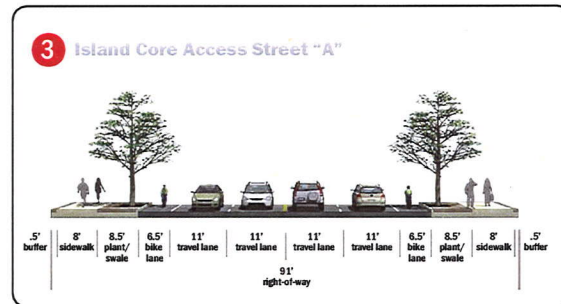 3 Island Core Access Street "A"
.5' 8' 8.5' 6.5' 11' 11' 11' 11' 6.5' 8.5' 8' .5'
buffer sidewalk plant/ bike travel lane travel lane travel lane travel lane bike plant/ sidewalk buffer
swale lane lane swale
91'
right-of-way